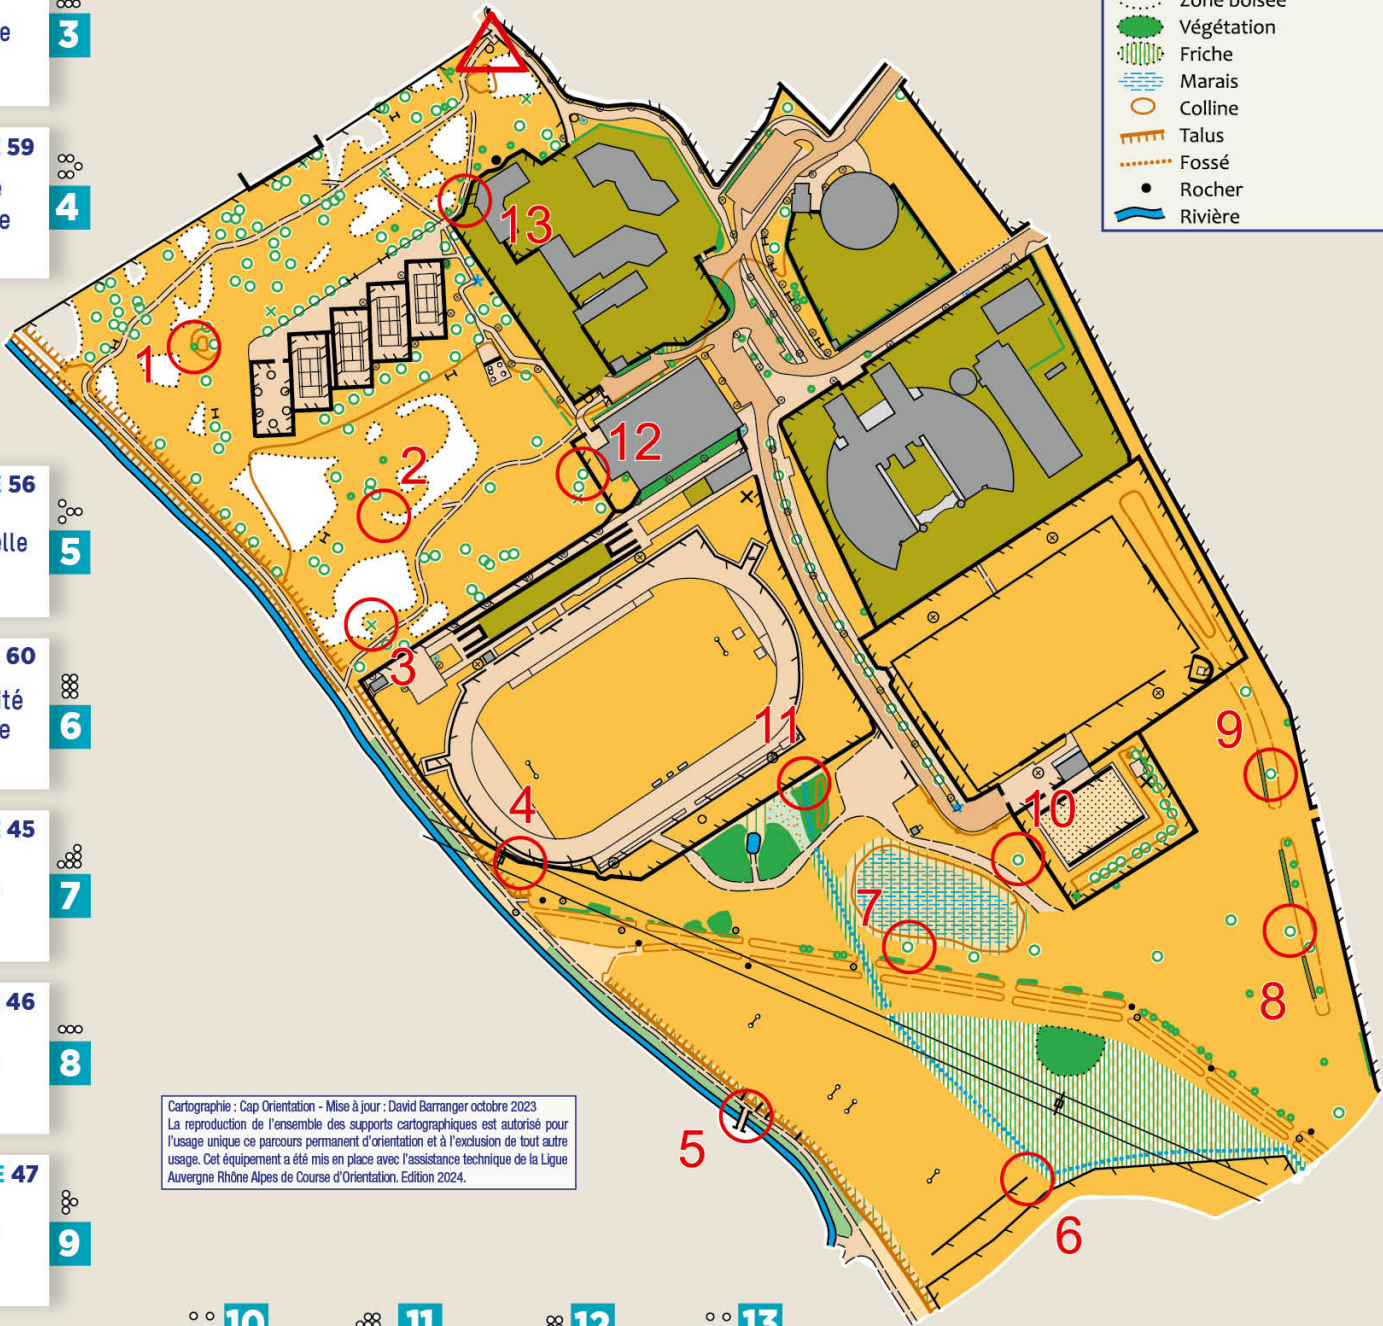 3
e
59
4
e
56
elle
5
60
ité
e
6
45
7
46
8
E 47
9
Zone boisée
Végétation
Friche
Marais
Colline
Talus
Fossé
Rocher
Rivière
13
1
2
12
3
11
4
9
10
7
8
5
6
Cartographie : Cap Orientation - Mise à jour : David Barranger octobre 2023
La reproduction de l'ensemble des supports cartographiques est autorisé pour
l'usage unique ce parcours permanent d'orientation et à l'exclusion de tout autre
usage. Cet équipement a été mis en place avec l'assistance technique de la Ligue
Auvergne Rhône Alpes de Course d'Orientation. Edition 2024.
10 11 12 13